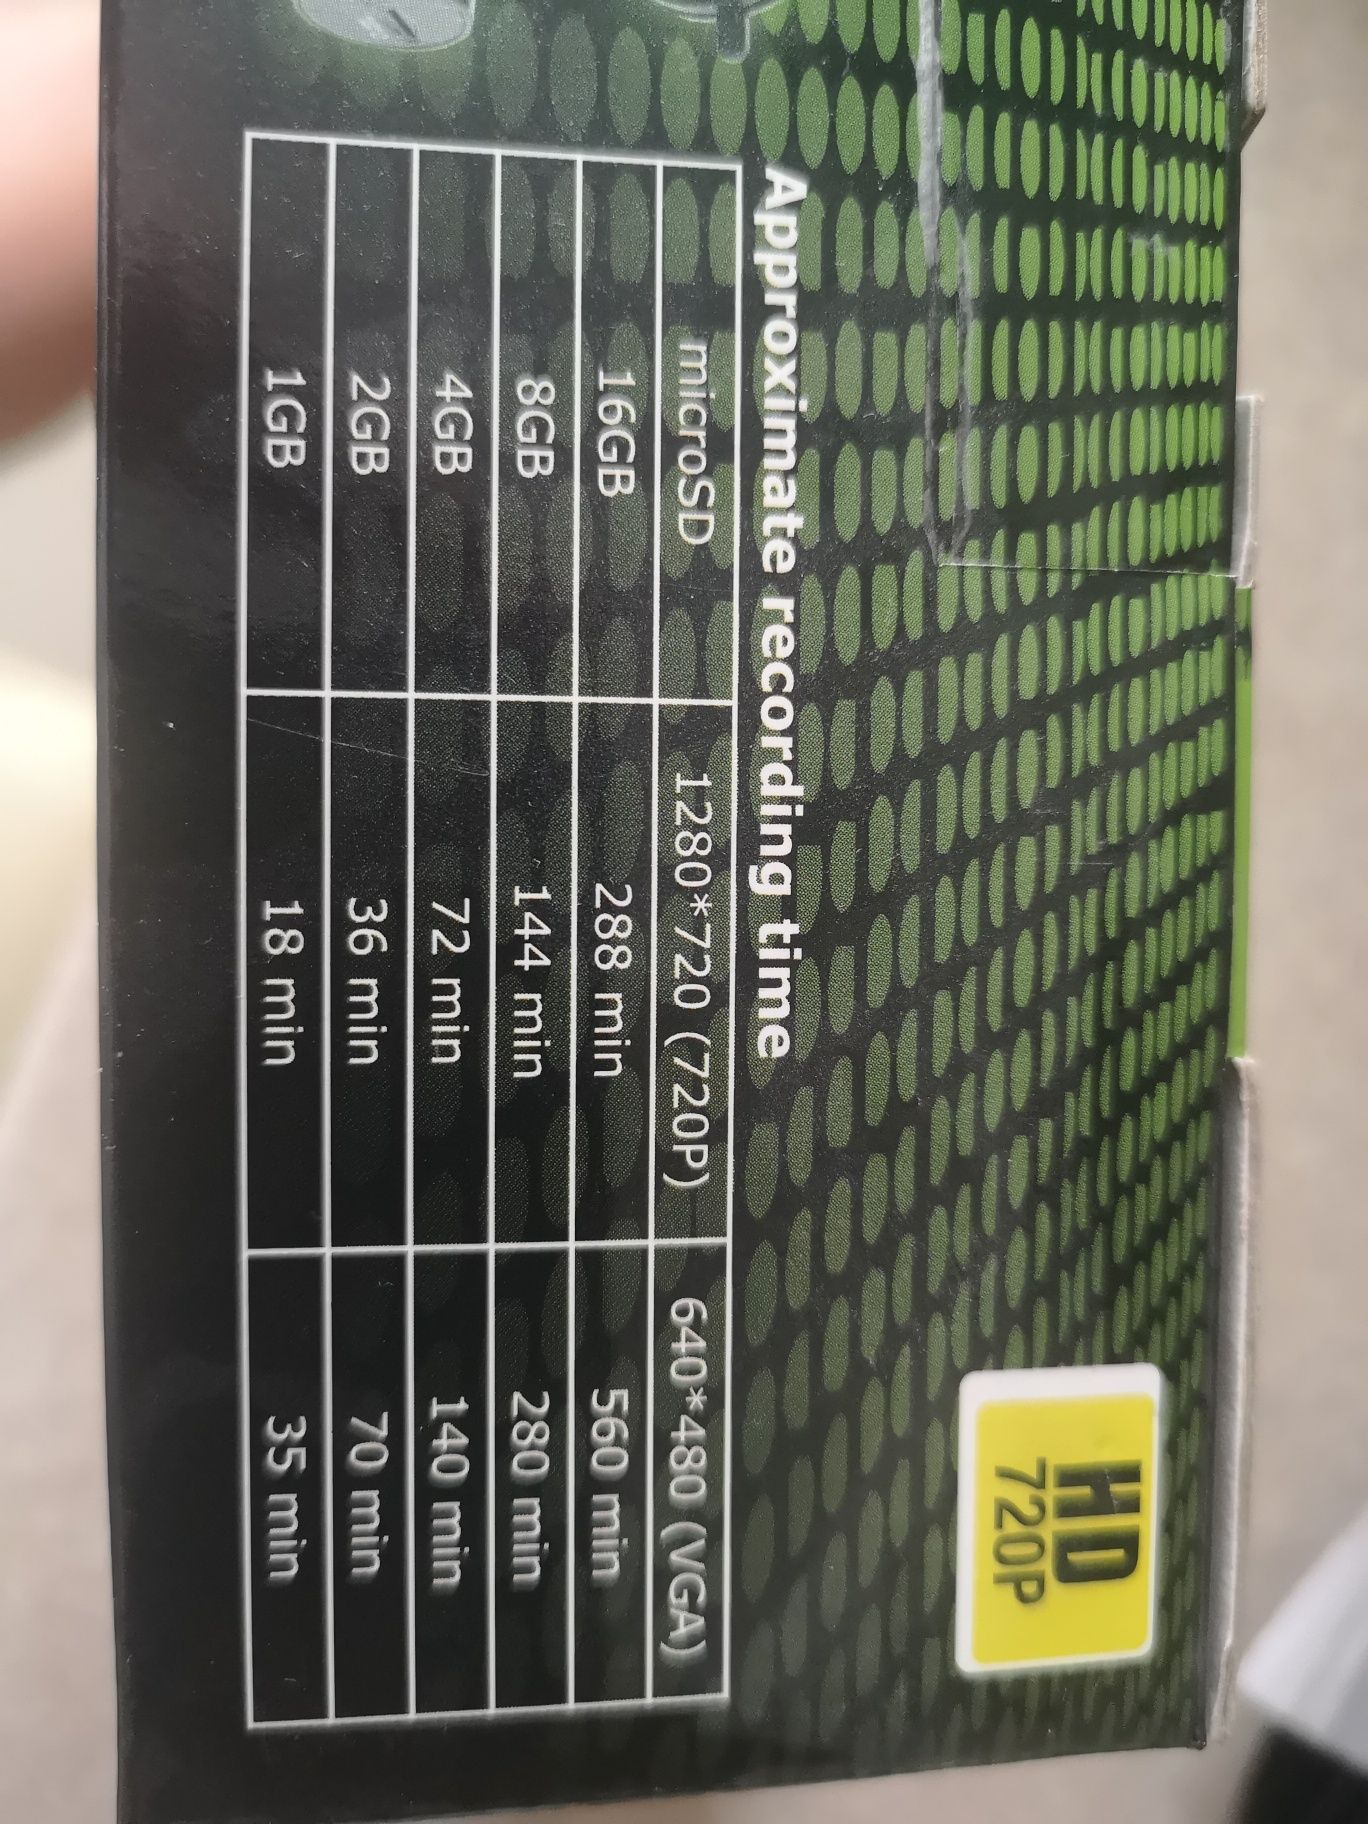 HD
720P
Approximate recording time
microSD 1280*720 (720P) 640*480 (VGA)
16GB 288 min 560 min
8GB 144 min 280 min
4GB 72 min 140 min
2GB 36 min 70 min
1GB 18 min 35 min